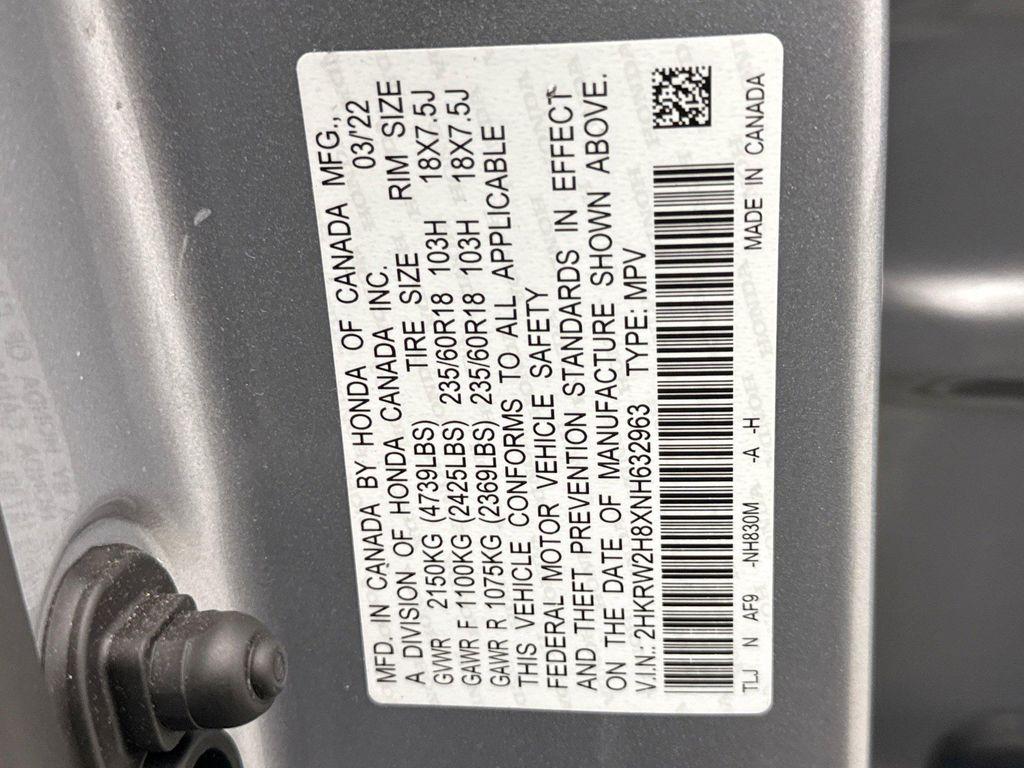 MFD. IN CANADA BY HONDA OF CANADA MFG.,
A DIVISION OF HONDA CANADA INC. 03/'22
GVWR 2150KG (4739LBS) TIRE SIZE RIM SIZE
GAWR F 1100KG (2425LBS) 235/60R18 103H 18X7.5J
GAWR R 1075KG (2369LBS) 235/60R18 103H 18X7.5J
THIS VEHICLE CONFORMS TO ALL APPLICABLE
FEDERAL MOTOR VEHICLE SAFETY
AND THEFT PREVENTION STANDARDS IN EFFECT
ON THE DATE OF MANUFACTURE SHOWN ABOVE.
V.I.N.: 2HKRW2H8XNH632963 TYPE: MPV
TLJ N AF9 -NH830M -A -H MADE IN CANADA